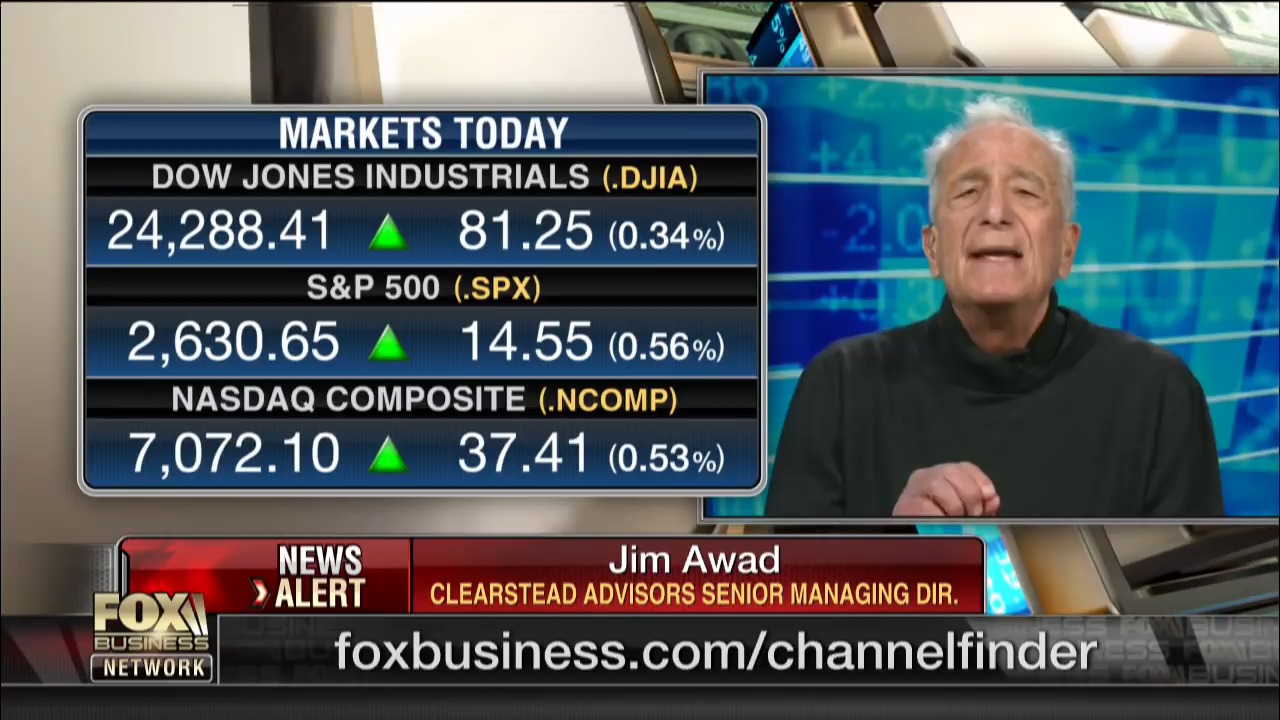 MARKETS TODAY
DOW JONES INDUSTRIALS (.DJIA)
24,288.41 ▲ 81.25 (0.34%)
S&P 500 (.SPX)
2,630.65 ▲ 14.55 (0.56%)
NASDAQ COMPOSITE (.NCOMP)
7,072.10 ▲ 37.41 (0.53%)
NEWS
ALERT
Jim Awad
CLEARSTEAD ADVISORS SENIOR MANAGING DIR.
FOX
BUSINESS
NETWORK
foxbusiness.com/channelfinder